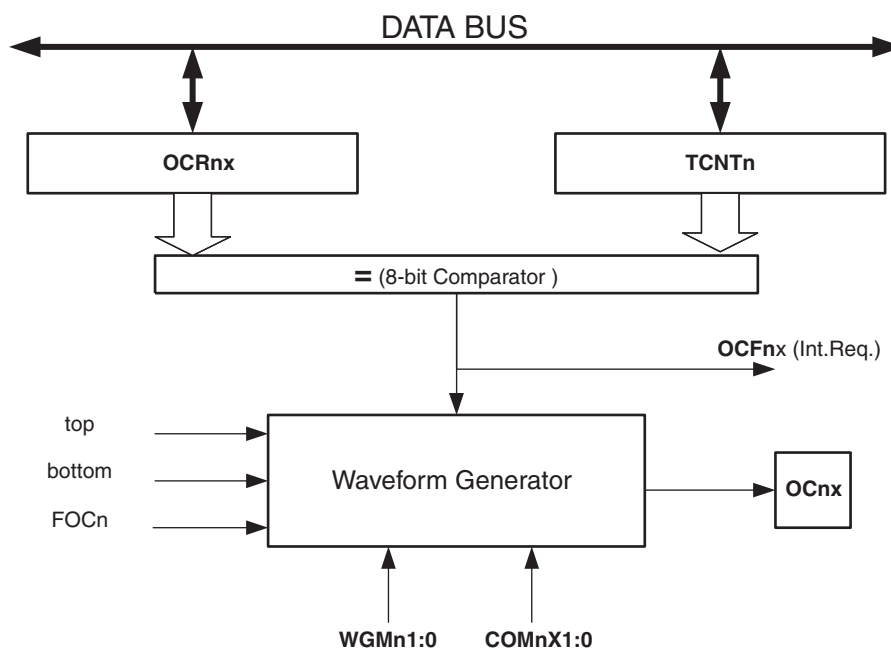 DATA BUS
OCRnx
TCNTn
= (8-bit Comparator )
OCFnx (Int.Req.)
top
bottom
FOCn
Waveform Generator
OCnx
WGMn1:0
COMnX1:0